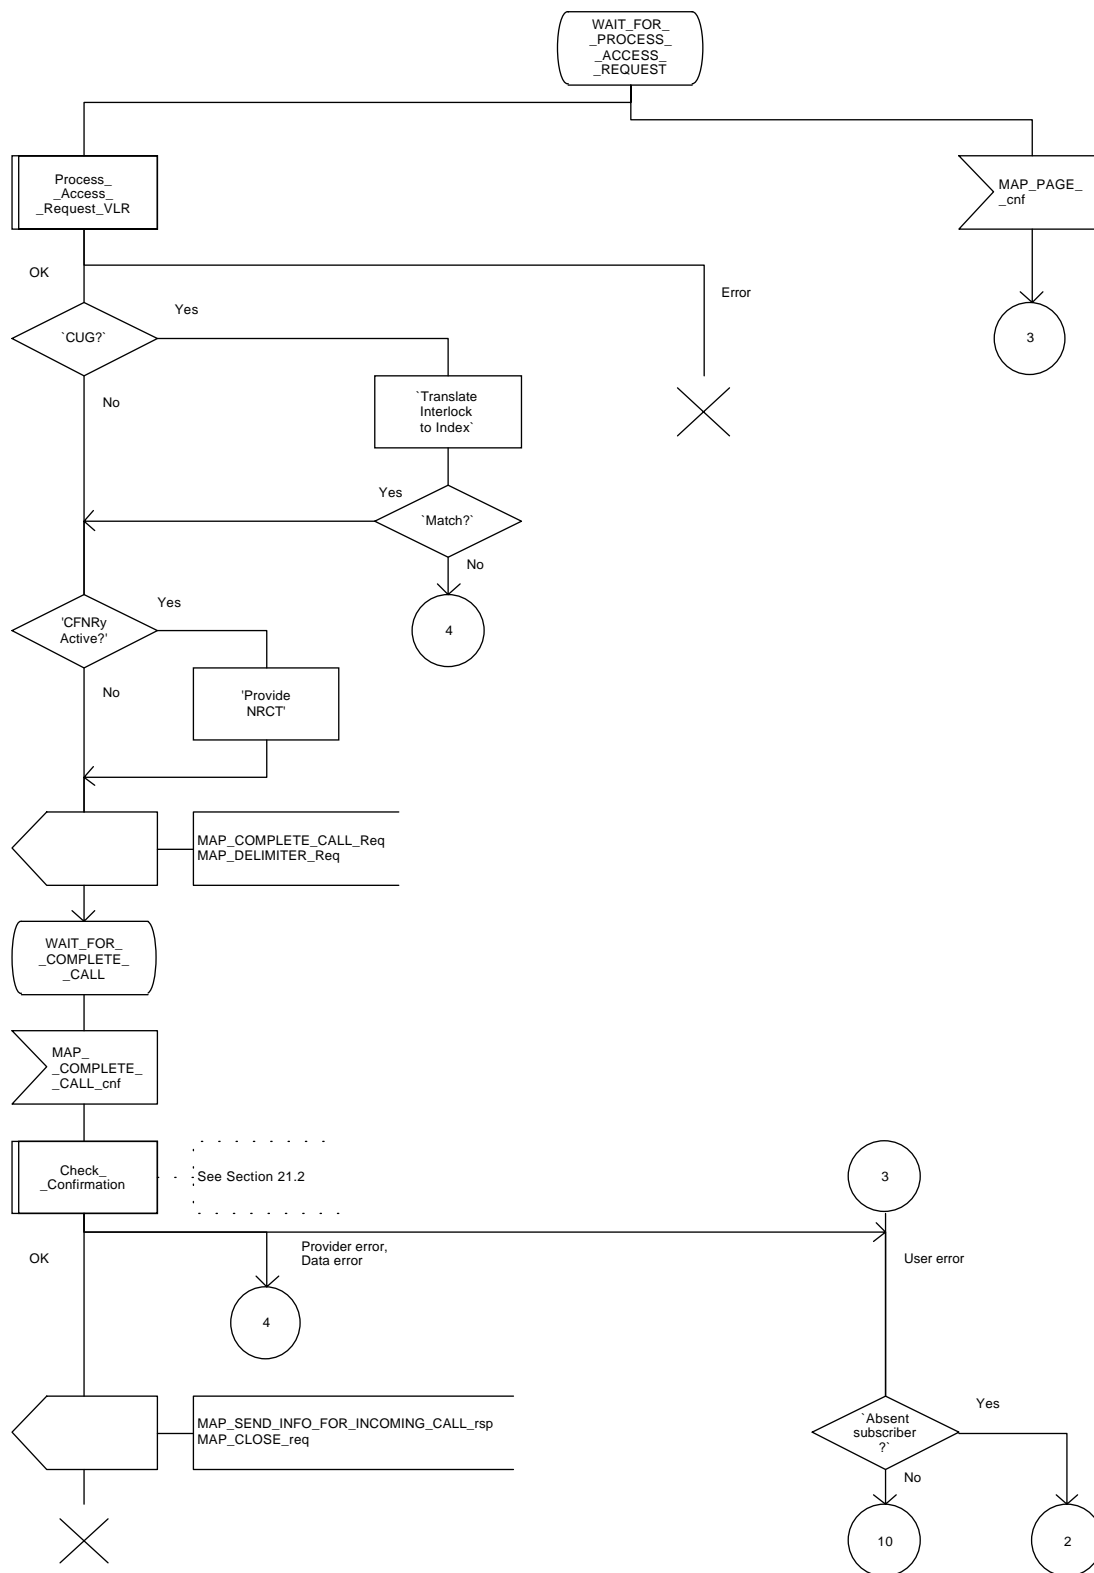 WAIT_FOR_
_PROCESS_
_ACCESS_
_REQUEST
Process_
_Access_
_Request_VLR
MAP_PAGE_
_cnf
OK
Error
Yes
`CUG?`
3
No
`Translate
Interlock
to Index`
Yes
`Match?`
No
Yes
'CFNRy
Active?'
4
No
'Provide
NRCT'
MAP_COMPLETE_CALL_Req
MAP_DELIMITER_Req
WAIT_FOR_
_COMPLETE_
_CALL
MAP_
_COMPLETE_
_CALL_cnf
Check_
_Confirmation
See Section 21.2
3
OK
Provider error,
Data error
User error
4
MAP_SEND_INFO_FOR_INCOMING_CALL_rsp
MAP_CLOSE_req
Yes
`Absent
subscriber
?`
No
10
2